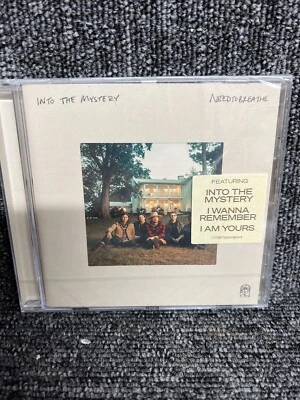 INTO THE MYSTERY
NEEDTOBREATHE
FEATURING
INTO THE
MYSTERY
I WANNA
REMEMBER
I AM YOURS